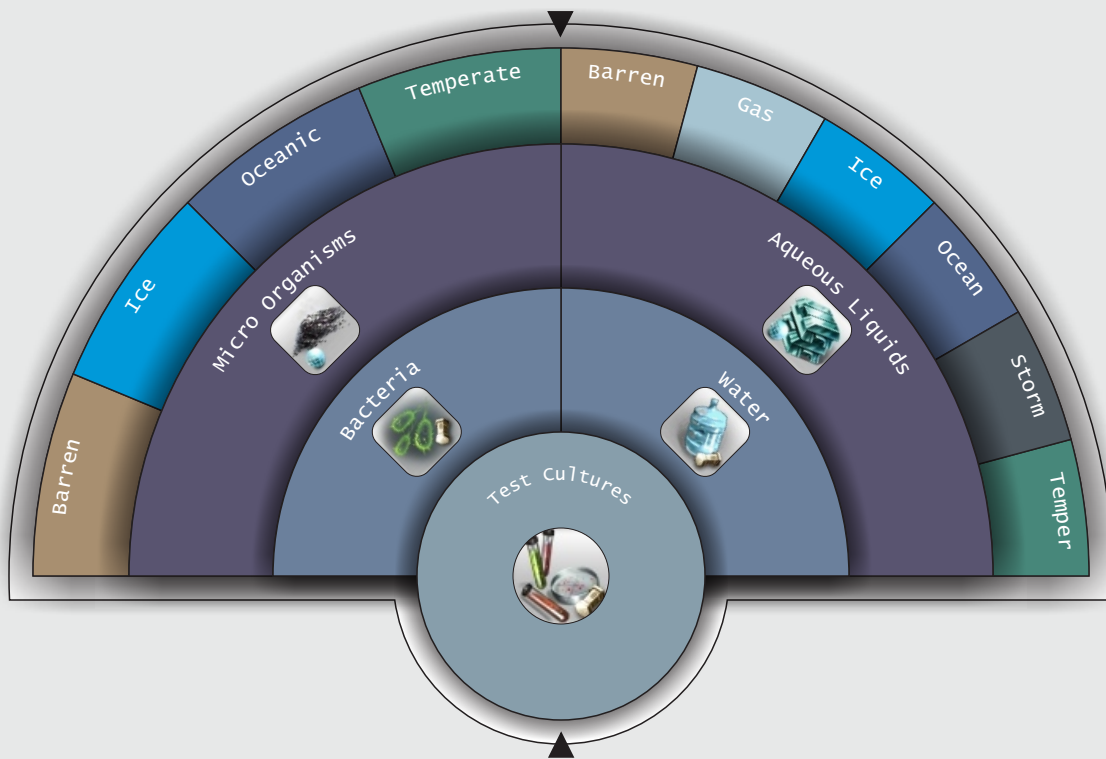 Barren
Ice
Oceanic
Temperate
Barren
Gas
Ice
Ocean
Storm
Temper
Micro Organisms
Aqueous Liquids
Bacteria
Water
Test Cultures